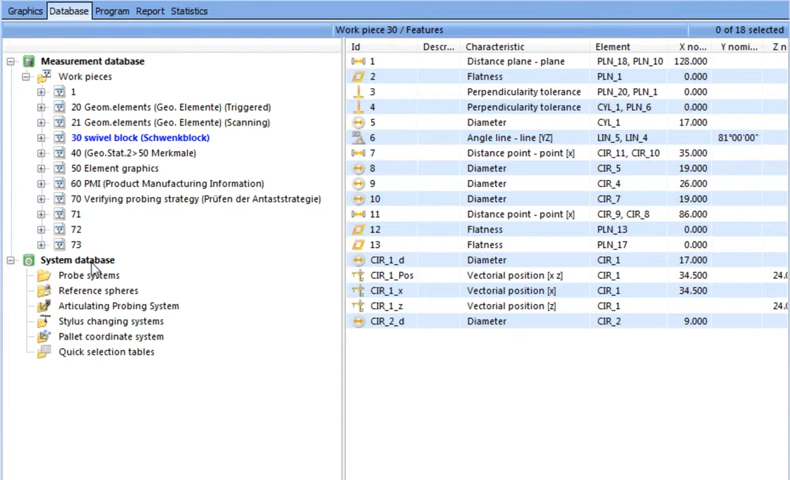 Graphics Database Program Report Statistics
Work piece 30 / Features 0 of 18 selected
Measurement database
Work pieces
1
20 Geom.elements (Geo. Elemente) (Triggered)
21 Geom.elements (Geo. Elemente) (Scanning)
30 swivel block (Schwenkblock)
40 (Geo.Stat.2>50 Merkmale)
50 Element graphics
60 PMI (Product Manufacturing Information)
70 Verifying probing strategy (Prüfen der Antaststrategie)
71
72
73
System database
Probe systems
Reference spheres
Articulating Probing System
Stylus changing systems
Pallet coordinate system
Quick selection tables
Id Descr... Characteristic Element X no... Y nomi... Z n
1 Distance plane - plane PLN_18, PLN_10 128.000
2 Flatness PLN_1 0.000
3 Perpendicularity tolerance PLN_20, PLN_1 0.000
4 Perpendicularity tolerance CYL_1, PLN_6 0.000
5 Diameter CYL_1 17.000
6 Angle line - line [YZ] LIN_5, LIN_4 81°00'00"
7 Distance point - point [x] CIR_11, CIR_10 35.000
8 Diameter CIR_5 19.000
9 Diameter CIR_4 26.000
10 Diameter CIR_7 19.000
11 Distance point - point [x] CIR_9, CIR_8 86.000
12 Flatness PLN_13 0.000
13 Flatness PLN_17 0.000
CIR_1_d Diameter CIR_1 17.000
CIR_1_Pos Vectorial position [x z] CIR_1 34.500 24.0
CIR_1_x Vectorial position [x] CIR_1 34.500
CIR_1_z Vectorial position [z] CIR_1 24.0
CIR_2_d Diameter CIR_2 9.000